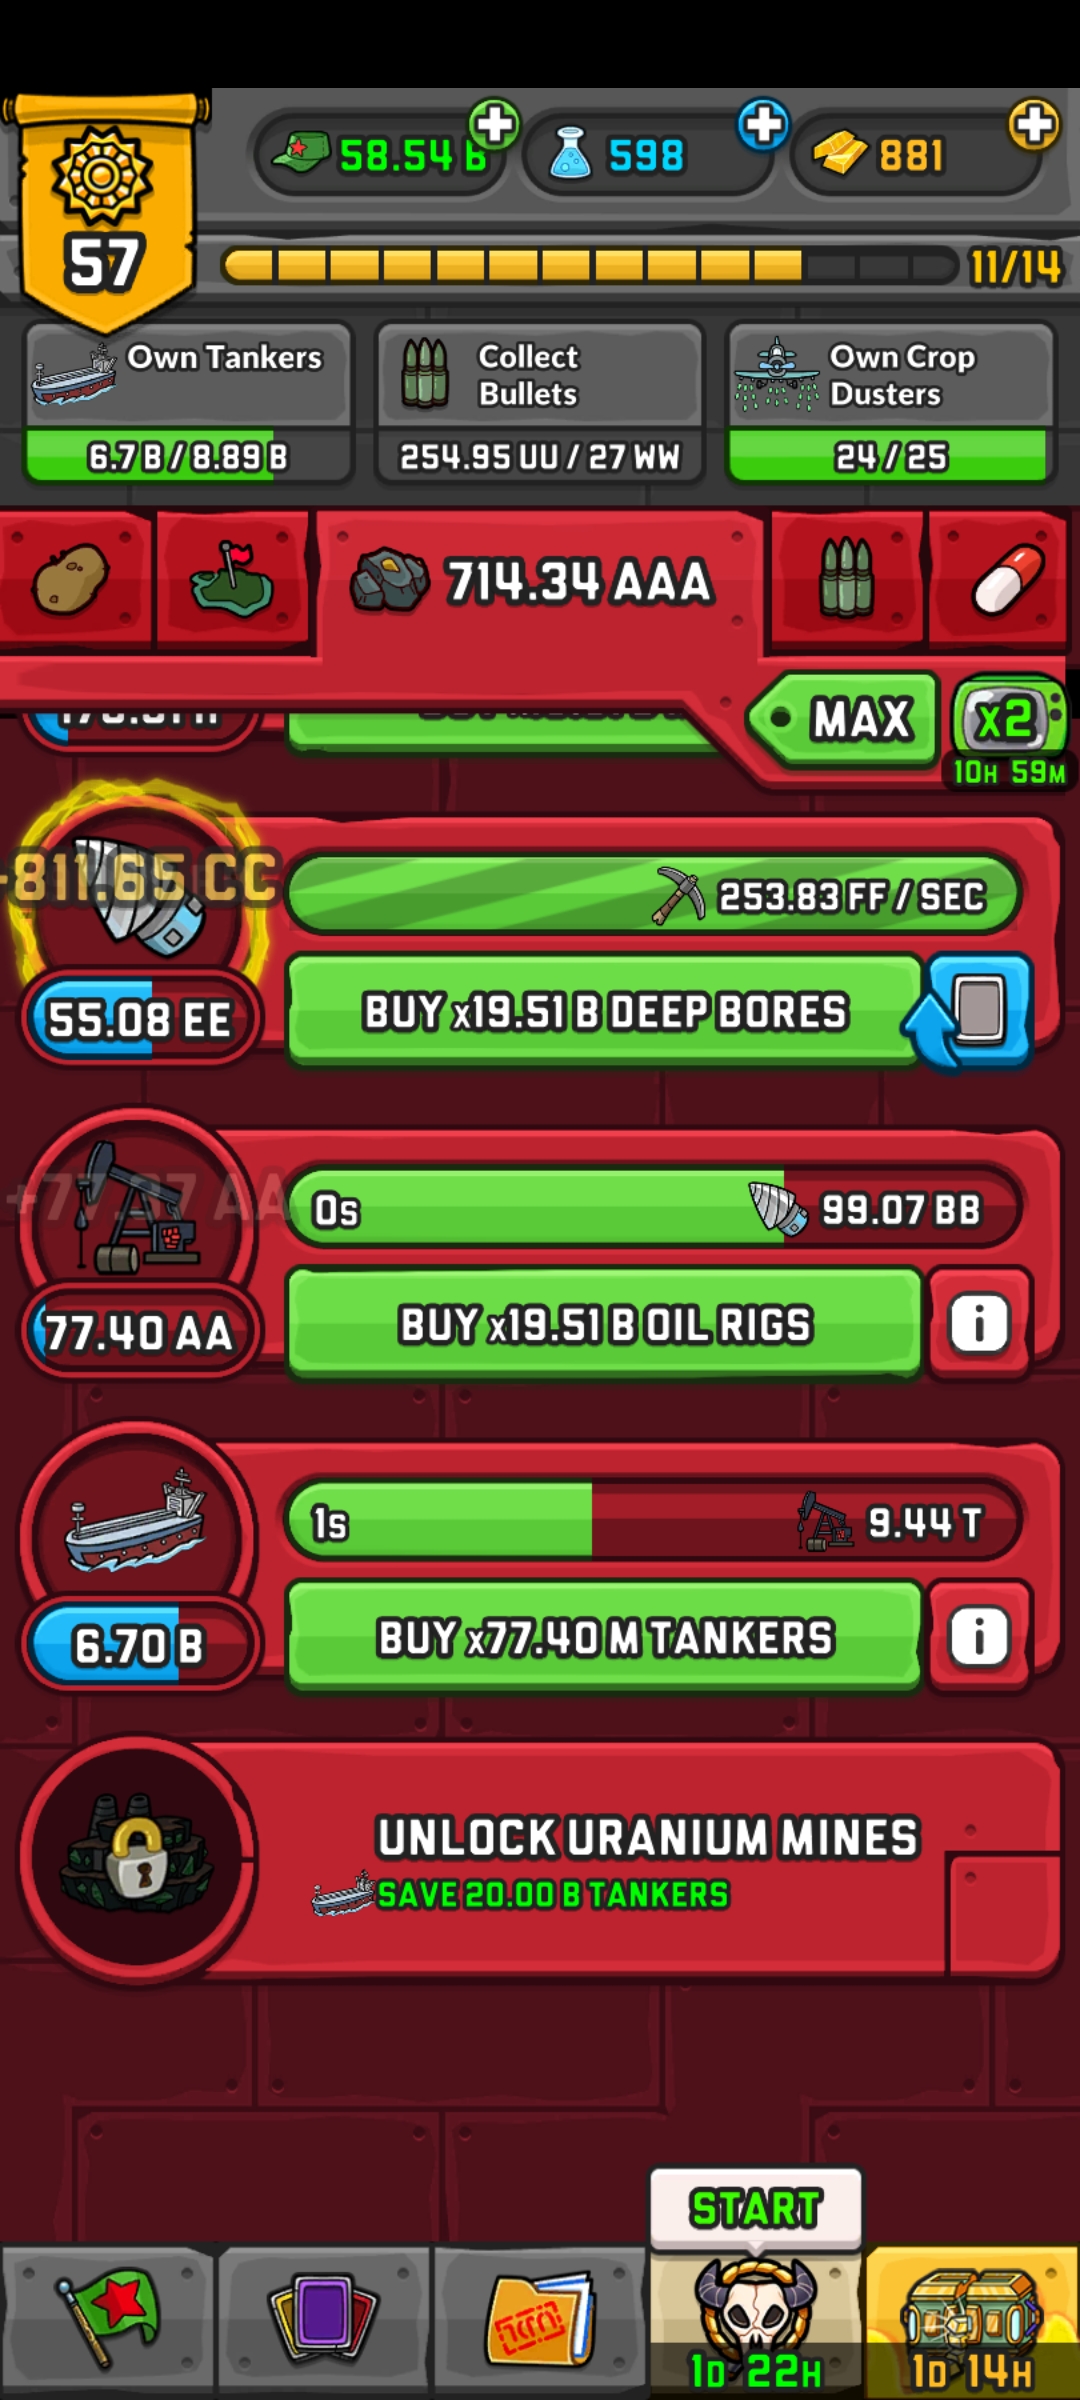 58.54 B
598
881
57
11/14
Own Tankers
6.7 B / 8.89 B
Collect
Bullets
254.95 UU / 27 WW
Own Crop
Dusters
24 / 25
714.34 AAA
MAX
x2
10H 59M
811.65 CC
253.83 FF / SEC
55.08 EE
BUY x19.51 B DEEP BORES
0s
99.07 BB
77.40 AA
BUY x19.51 B OIL RIGS
i
1s
9.44 T
6.70 B
BUY x77.40 M TANKERS
i
UNLOCK URANIUM MINES
SAVE 20.00 B TANKERS
START
1D 22H
1D 14H